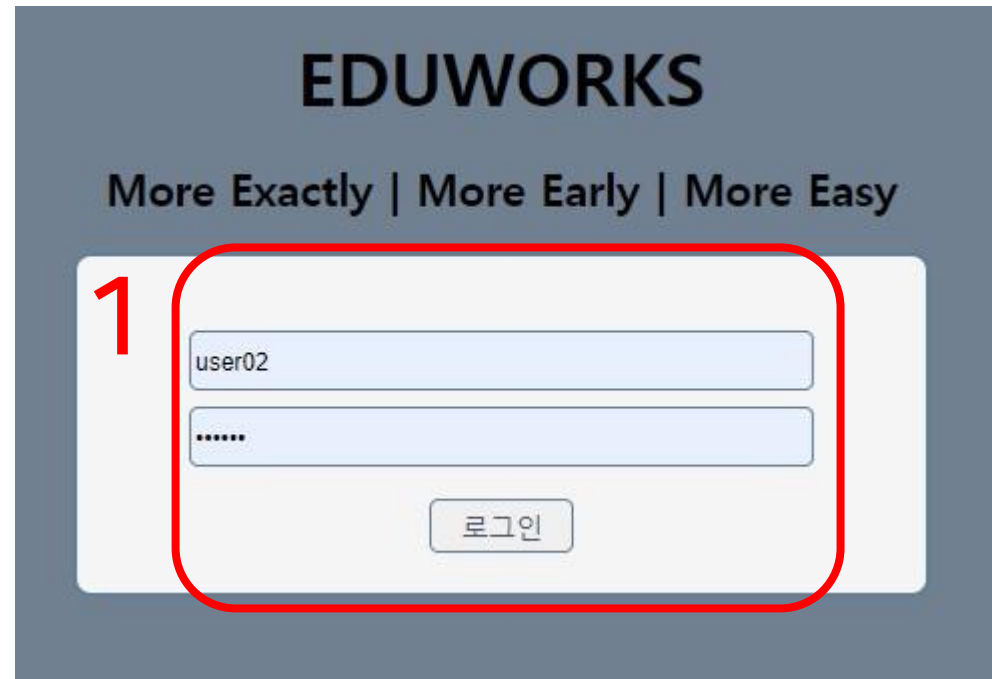 EDUWORKS
More Exactly | More Early | More Easy
1
user02
••••••
로그인